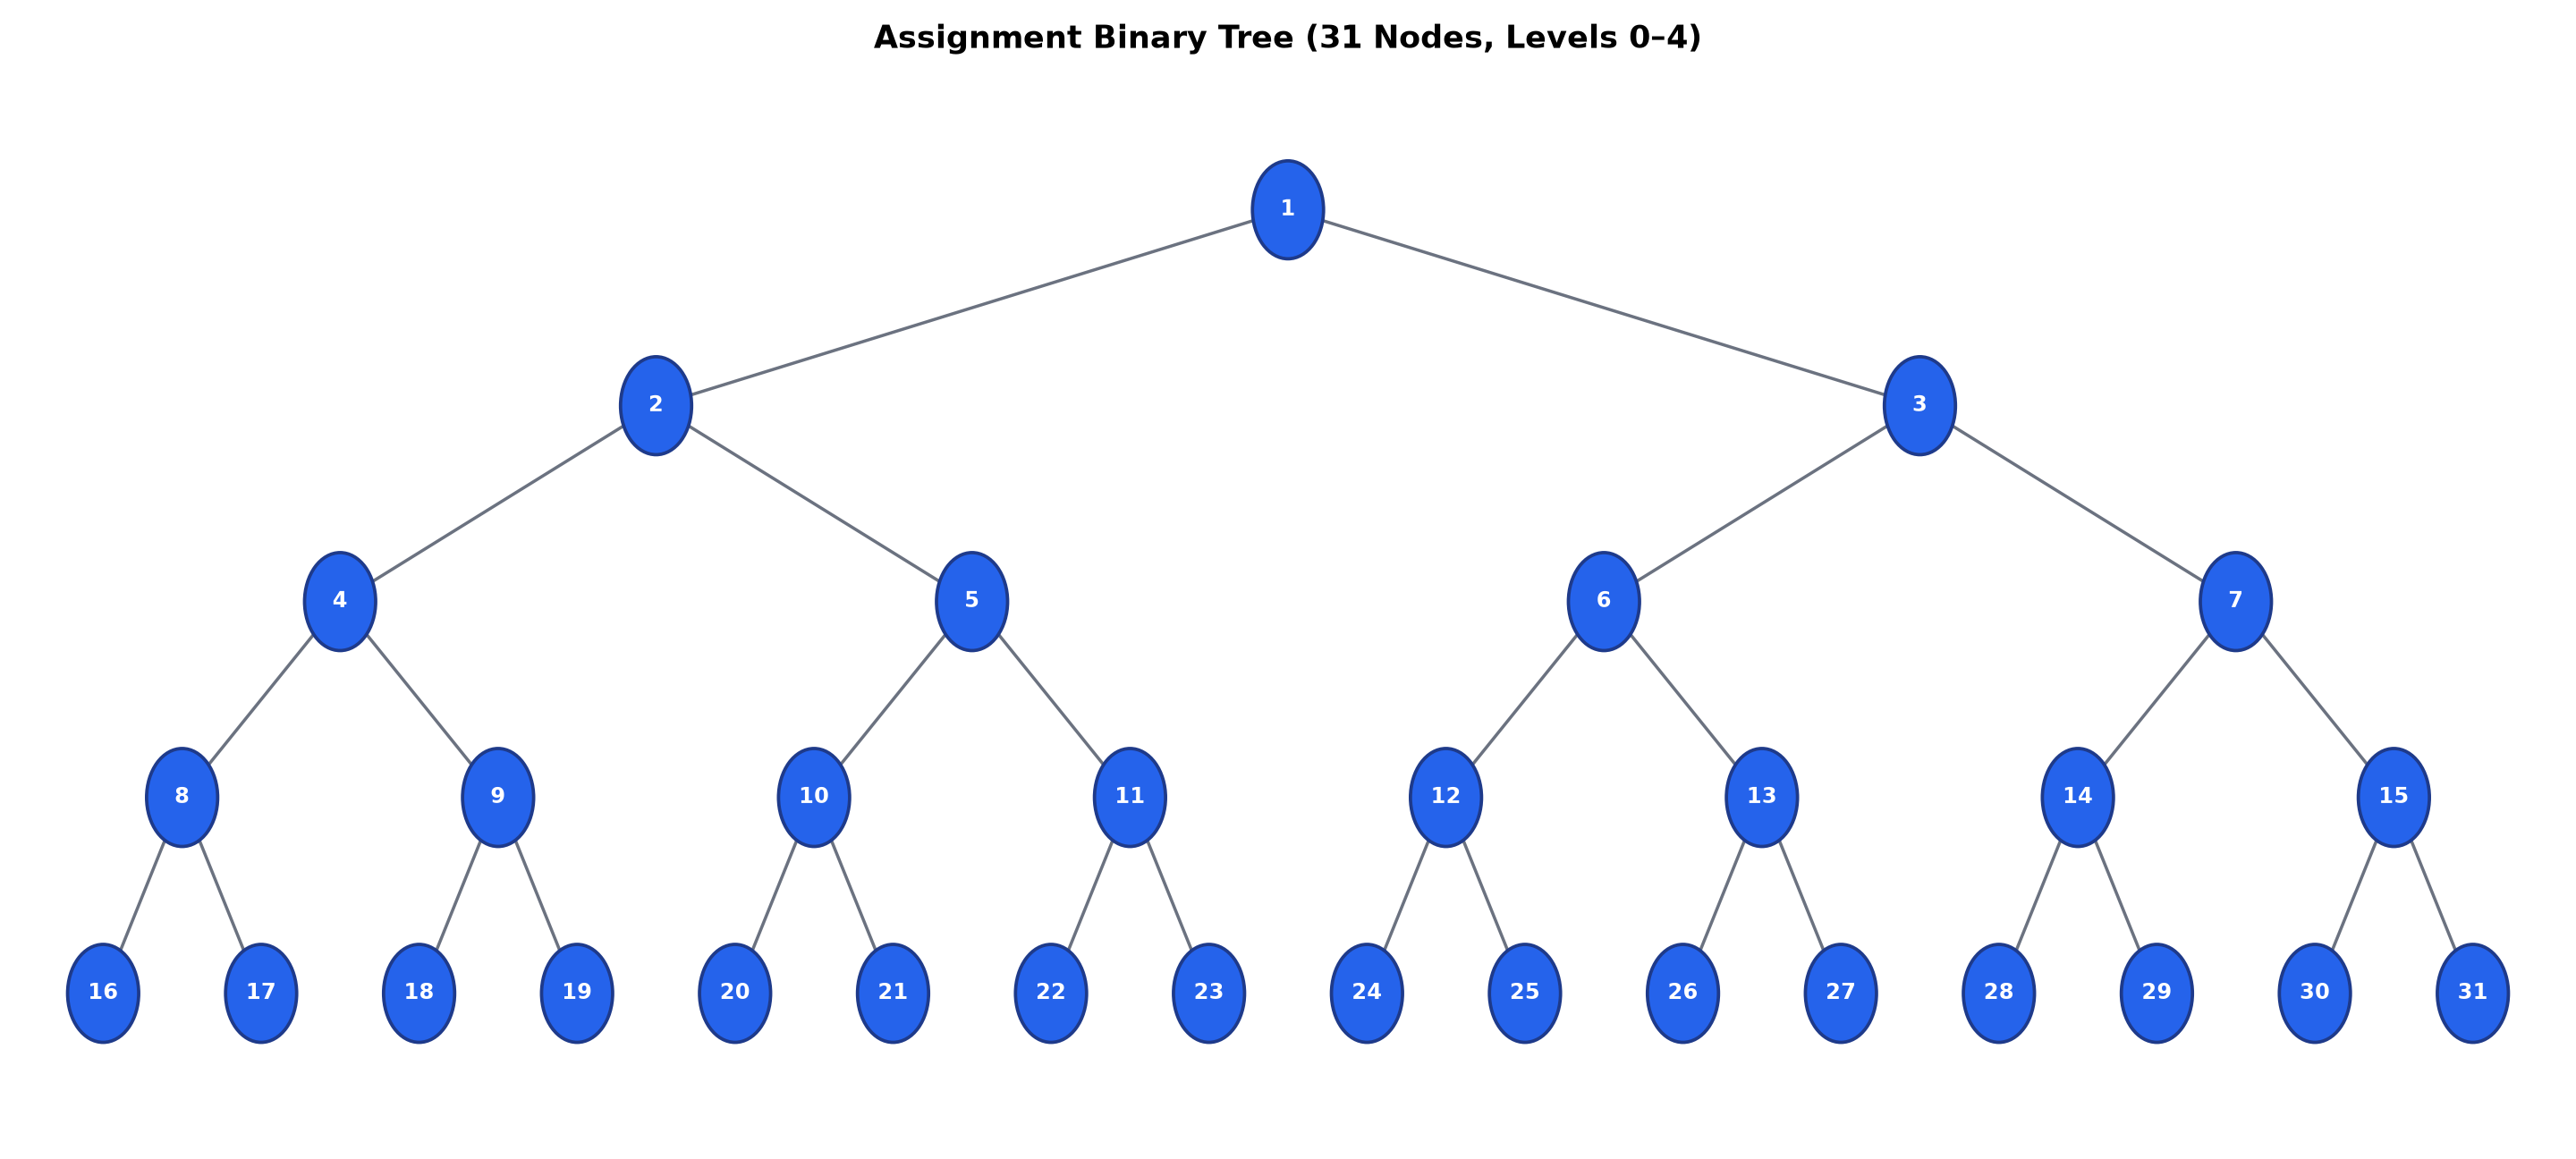 Assignment Binary Tree (31 Nodes, Levels 0–4)
1
2 3
4 5 6 7
8 9 10 11 12 13 14 15
16 17 18 19 20 21 22 23 24 25 26 27 28 29 30 31